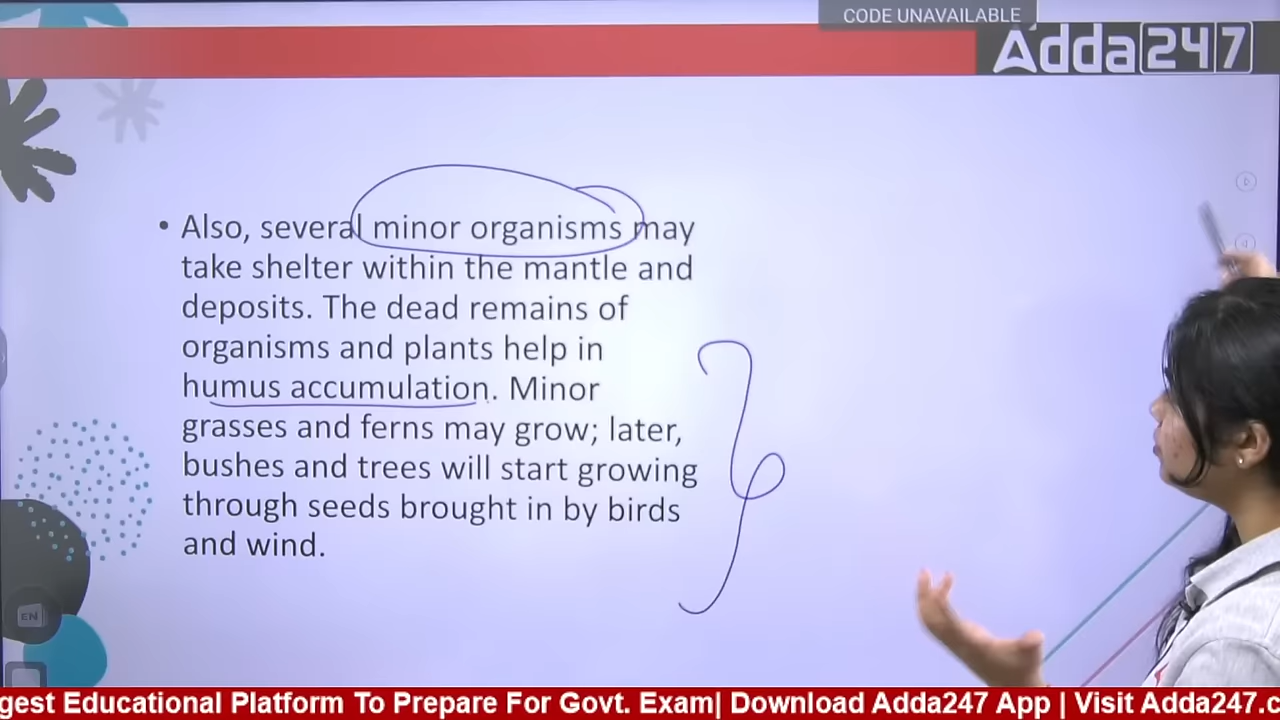 CODE UNAVAILABLE
Adda247
• Also, several minor organisms may
take shelter within the mantle and
deposits. The dead remains of
organisms and plants help in
humus accumulation. Minor
grasses and ferns may grow; later,
bushes and trees will start growing
through seeds brought in by birds
and wind.
EN
gest Educational Platform To Prepare For Govt. Exam| Download Adda247 App | Visit Adda247.c